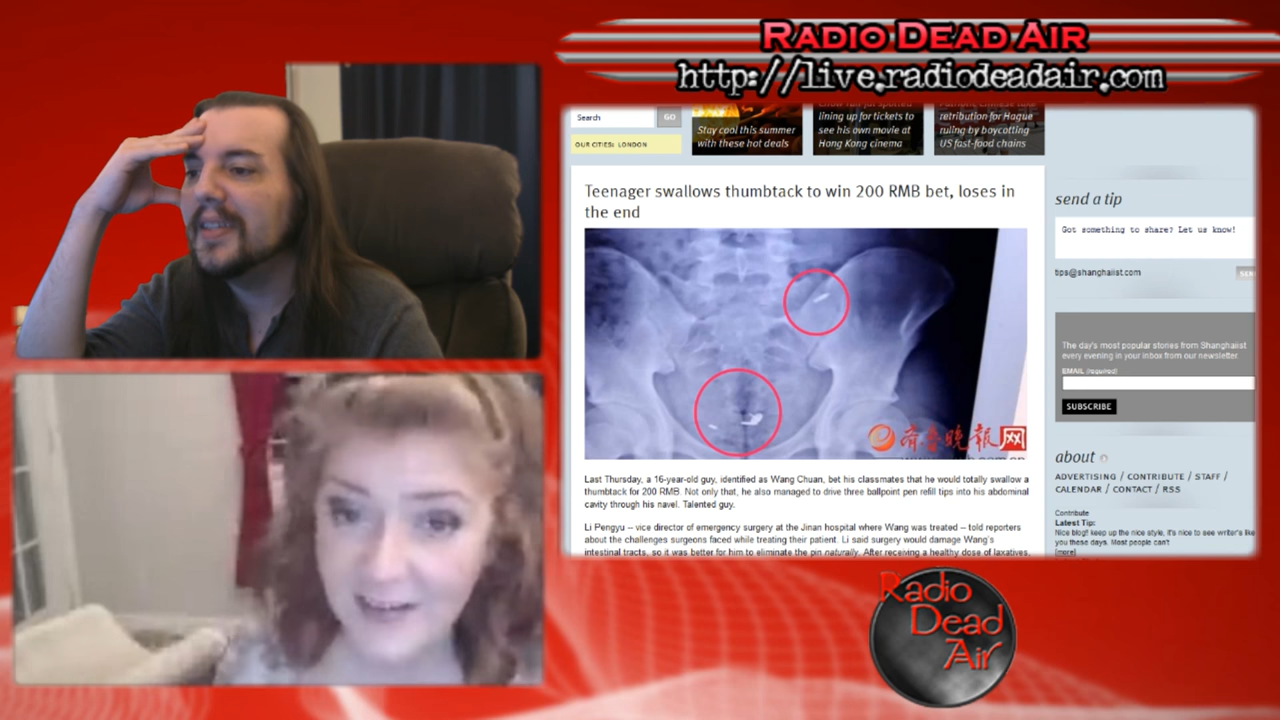 RADIO DEAD AIR
http://live.radiodeadair.com
Search
GO
OUR CITIES: LONDON
Stay cool this summer
with these hot deals
lining up for tickets to
see his own movie at
Hong Kong cinema
retribution for Hague
ruling by boycotting
US fast-food chains
Teenager swallows thumbtack to win 200 RMB bet, loses in
the end
齐鲁晚报网
Last Thursday, a 16-year-old guy, identified as Wang Chuan, bet his classmates that he would totally swallow a
thumbtack for 200 RMB. Not only that, he also managed to drive three ballpoint pen refill tips into his abdominal
cavity through his navel. Talented guy.
Li Pengyu -- vice director of emergency surgery at the Jinan hospital where Wang was treated -- told reporters
about the challenges surgeons faced while treating their patient. Li said surgery would damage Wang's
intestinal tracts, so it was better for him to eliminate the pin naturally. After receiving a healthy dose of laxatives,
send a tip
Got something to share? Let us know!
tips@shanghaiist.com
The day's most popular stories from Shanghaiist
every evening in your inbox from our newsletter.
EMAIL (required)
SUBSCRIBE
about
ADVERTISING / CONTRIBUTE / STAFF /
CALENDAR / CONTACT / RSS
Contribute
Latest Tip:
Nice blog! keep up the nice style, it's nice to see writer's like
you these days. Most people can't
[more]
Radio
Dead
Air